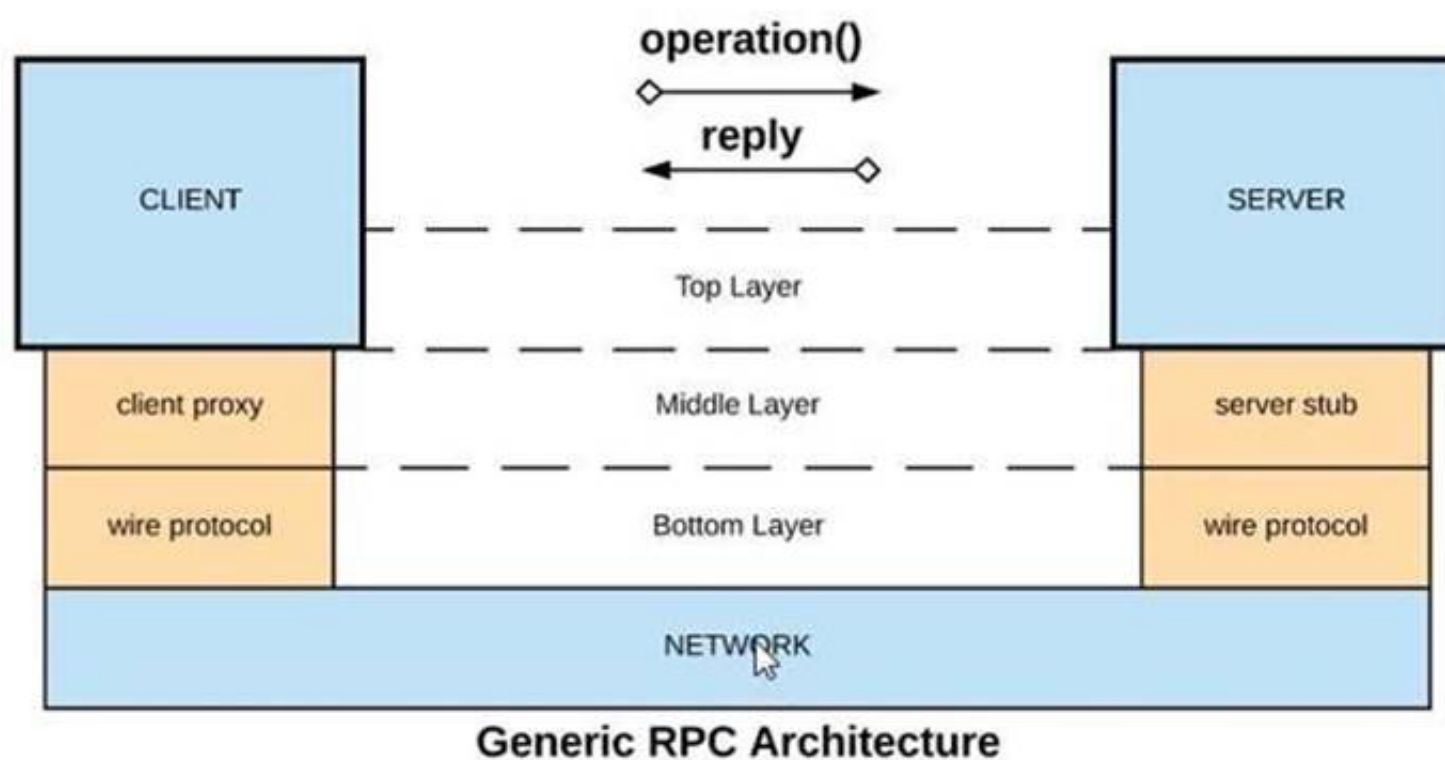 operation()
reply
CLIENT
SERVER
Top Layer
client proxy
Middle Layer
server stub
wire protocol
Bottom Layer
wire protocol
NETWORK
Generic RPC Architecture